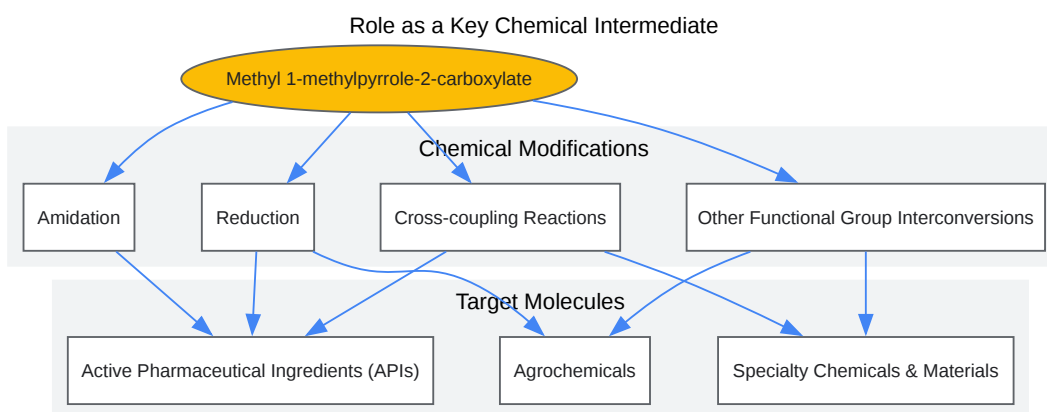 Role as a Key Chemical Intermediate
Methyl 1-methylpyrrole-2-carboxylate
Chemical Modifications
Amidation
Reduction
Cross-coupling Reactions
Other Functional Group Interconversions
Target Molecules
Active Pharmaceutical Ingredients (APIs)
Agrochemicals
Specialty Chemicals & Materials